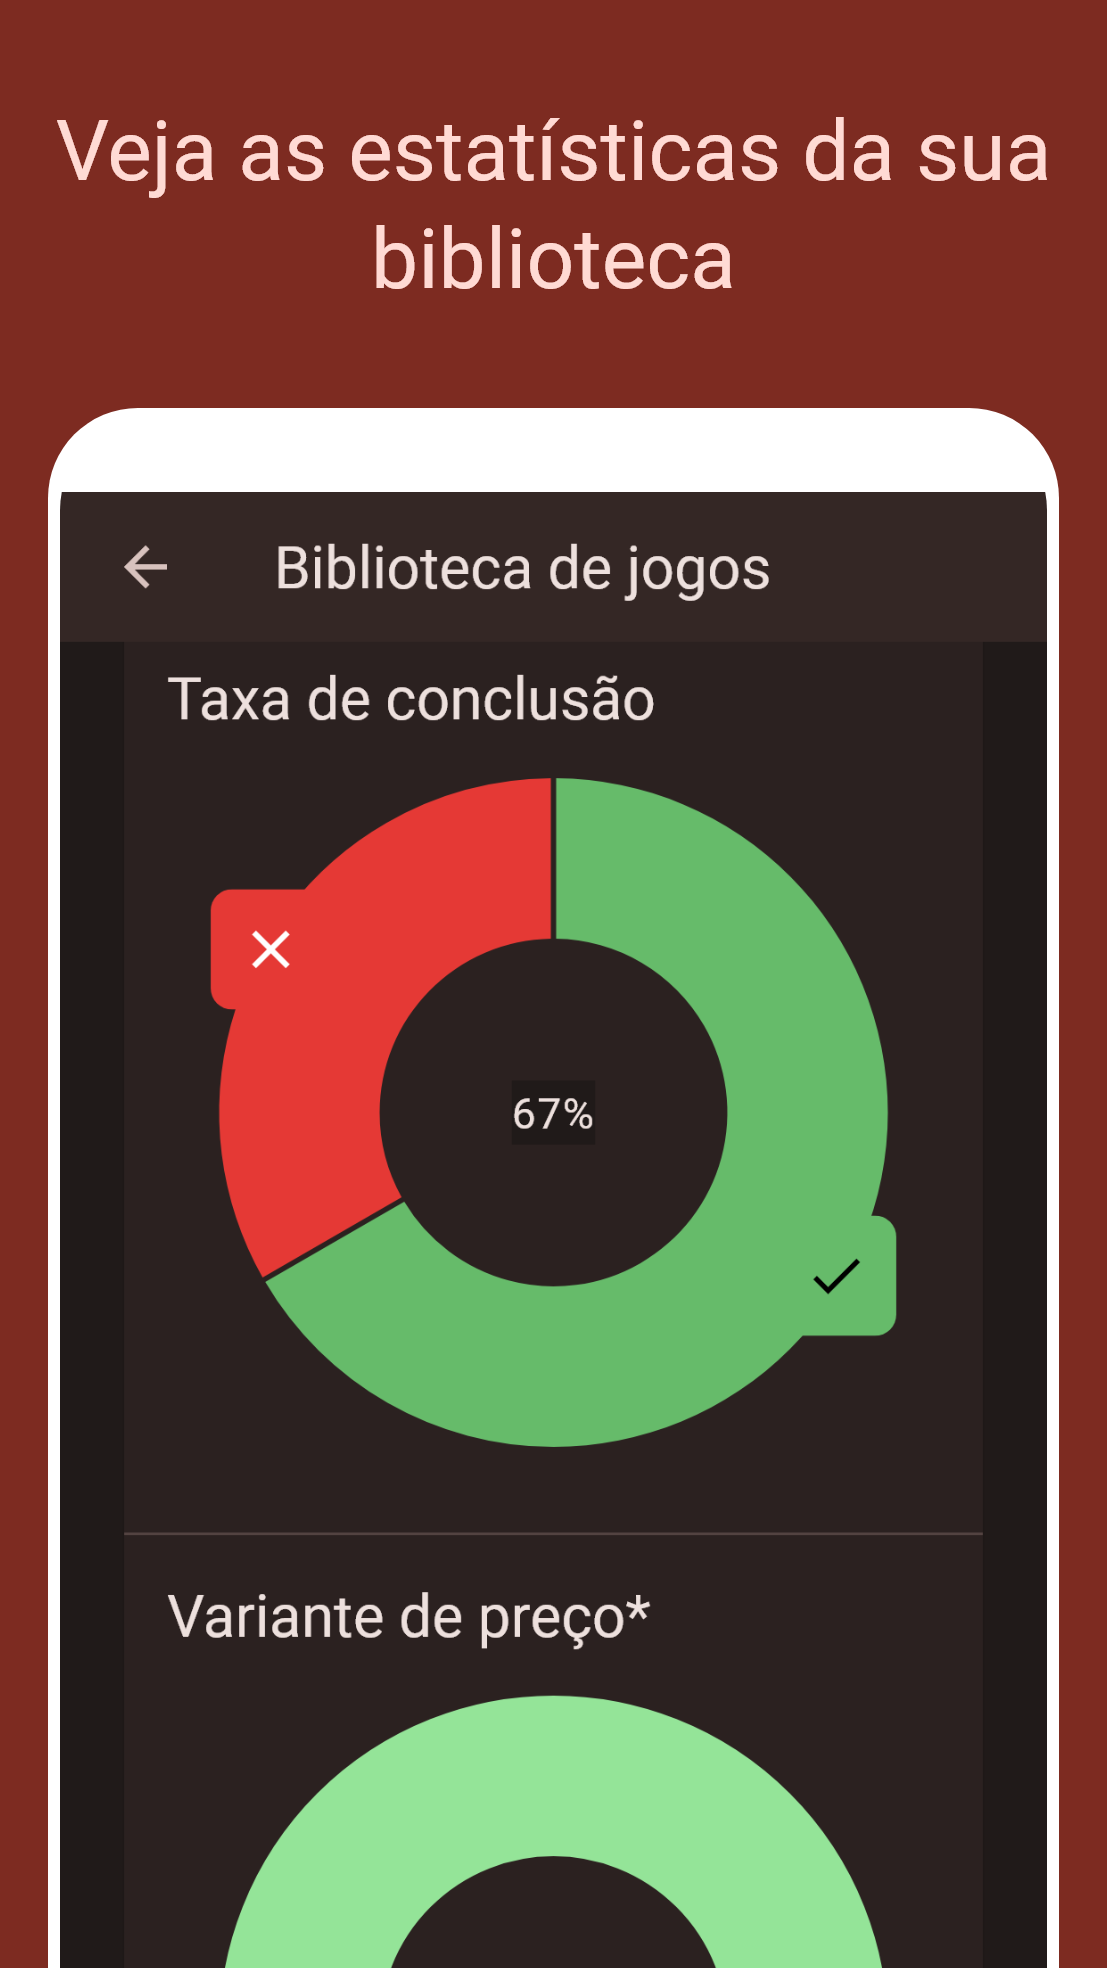 Veja as estatísticas da sua
biblioteca
Biblioteca de jogos
Taxa de conclusão
67%
Variante de preço*